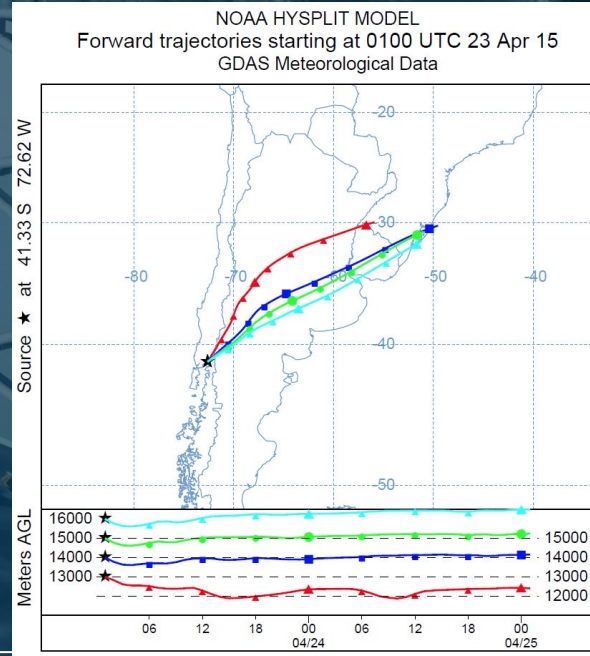 NOAA HYSPLIT MODEL
Forward trajectories starting at 0100 UTC 23 Apr 15
GDAS Meteorological Data
Source ★ at 41.33 S 72.62 W
-20
-30
-80 -70 -60 -50 -40
-40
-50
Meters AGL
16000
15000 15000
14000 14000
13000 13000
12000
06 12 18 00 06 12 18 00
04/24 04/25